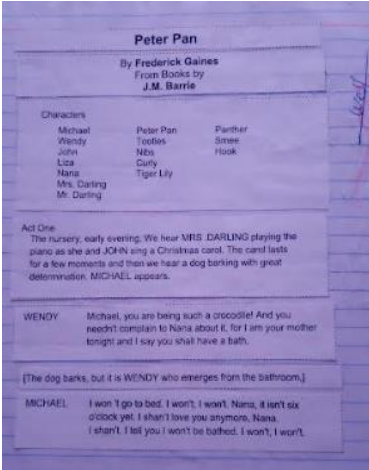 Peter Pan
By Frederick Gaines
From Books by
J.M. Barrie
Characters
Michael Peter Pan Panther
Wendy Tootles Smee
John Nibs Hook
Liza Curly
Nana Tiger Lily
Mrs. Darling
Mr. Darling
Act One
The nursery, early evening. We hear MRS .DARLING playing the
piano as she and JOHN sing a Christmas carol. The carol lasts
for a few moments and then we hear a dog barking with great
determination. MICHAEL appears.
WENDY Michael, you are being such a crocodile! And you
needn't complain to Nana about it, for I am your mother
tonight and I say you shall have a bath.
[The dog barks, but it is WENDY who emerges from the bathroom.]
MICHAEL I won 't go to bed. I won't, I won't. Nana, it isn't six
o'clock yet. I shan't love you anymore, Nana.
I shan't. I tell you I won't be bathed. I won't, I won't.